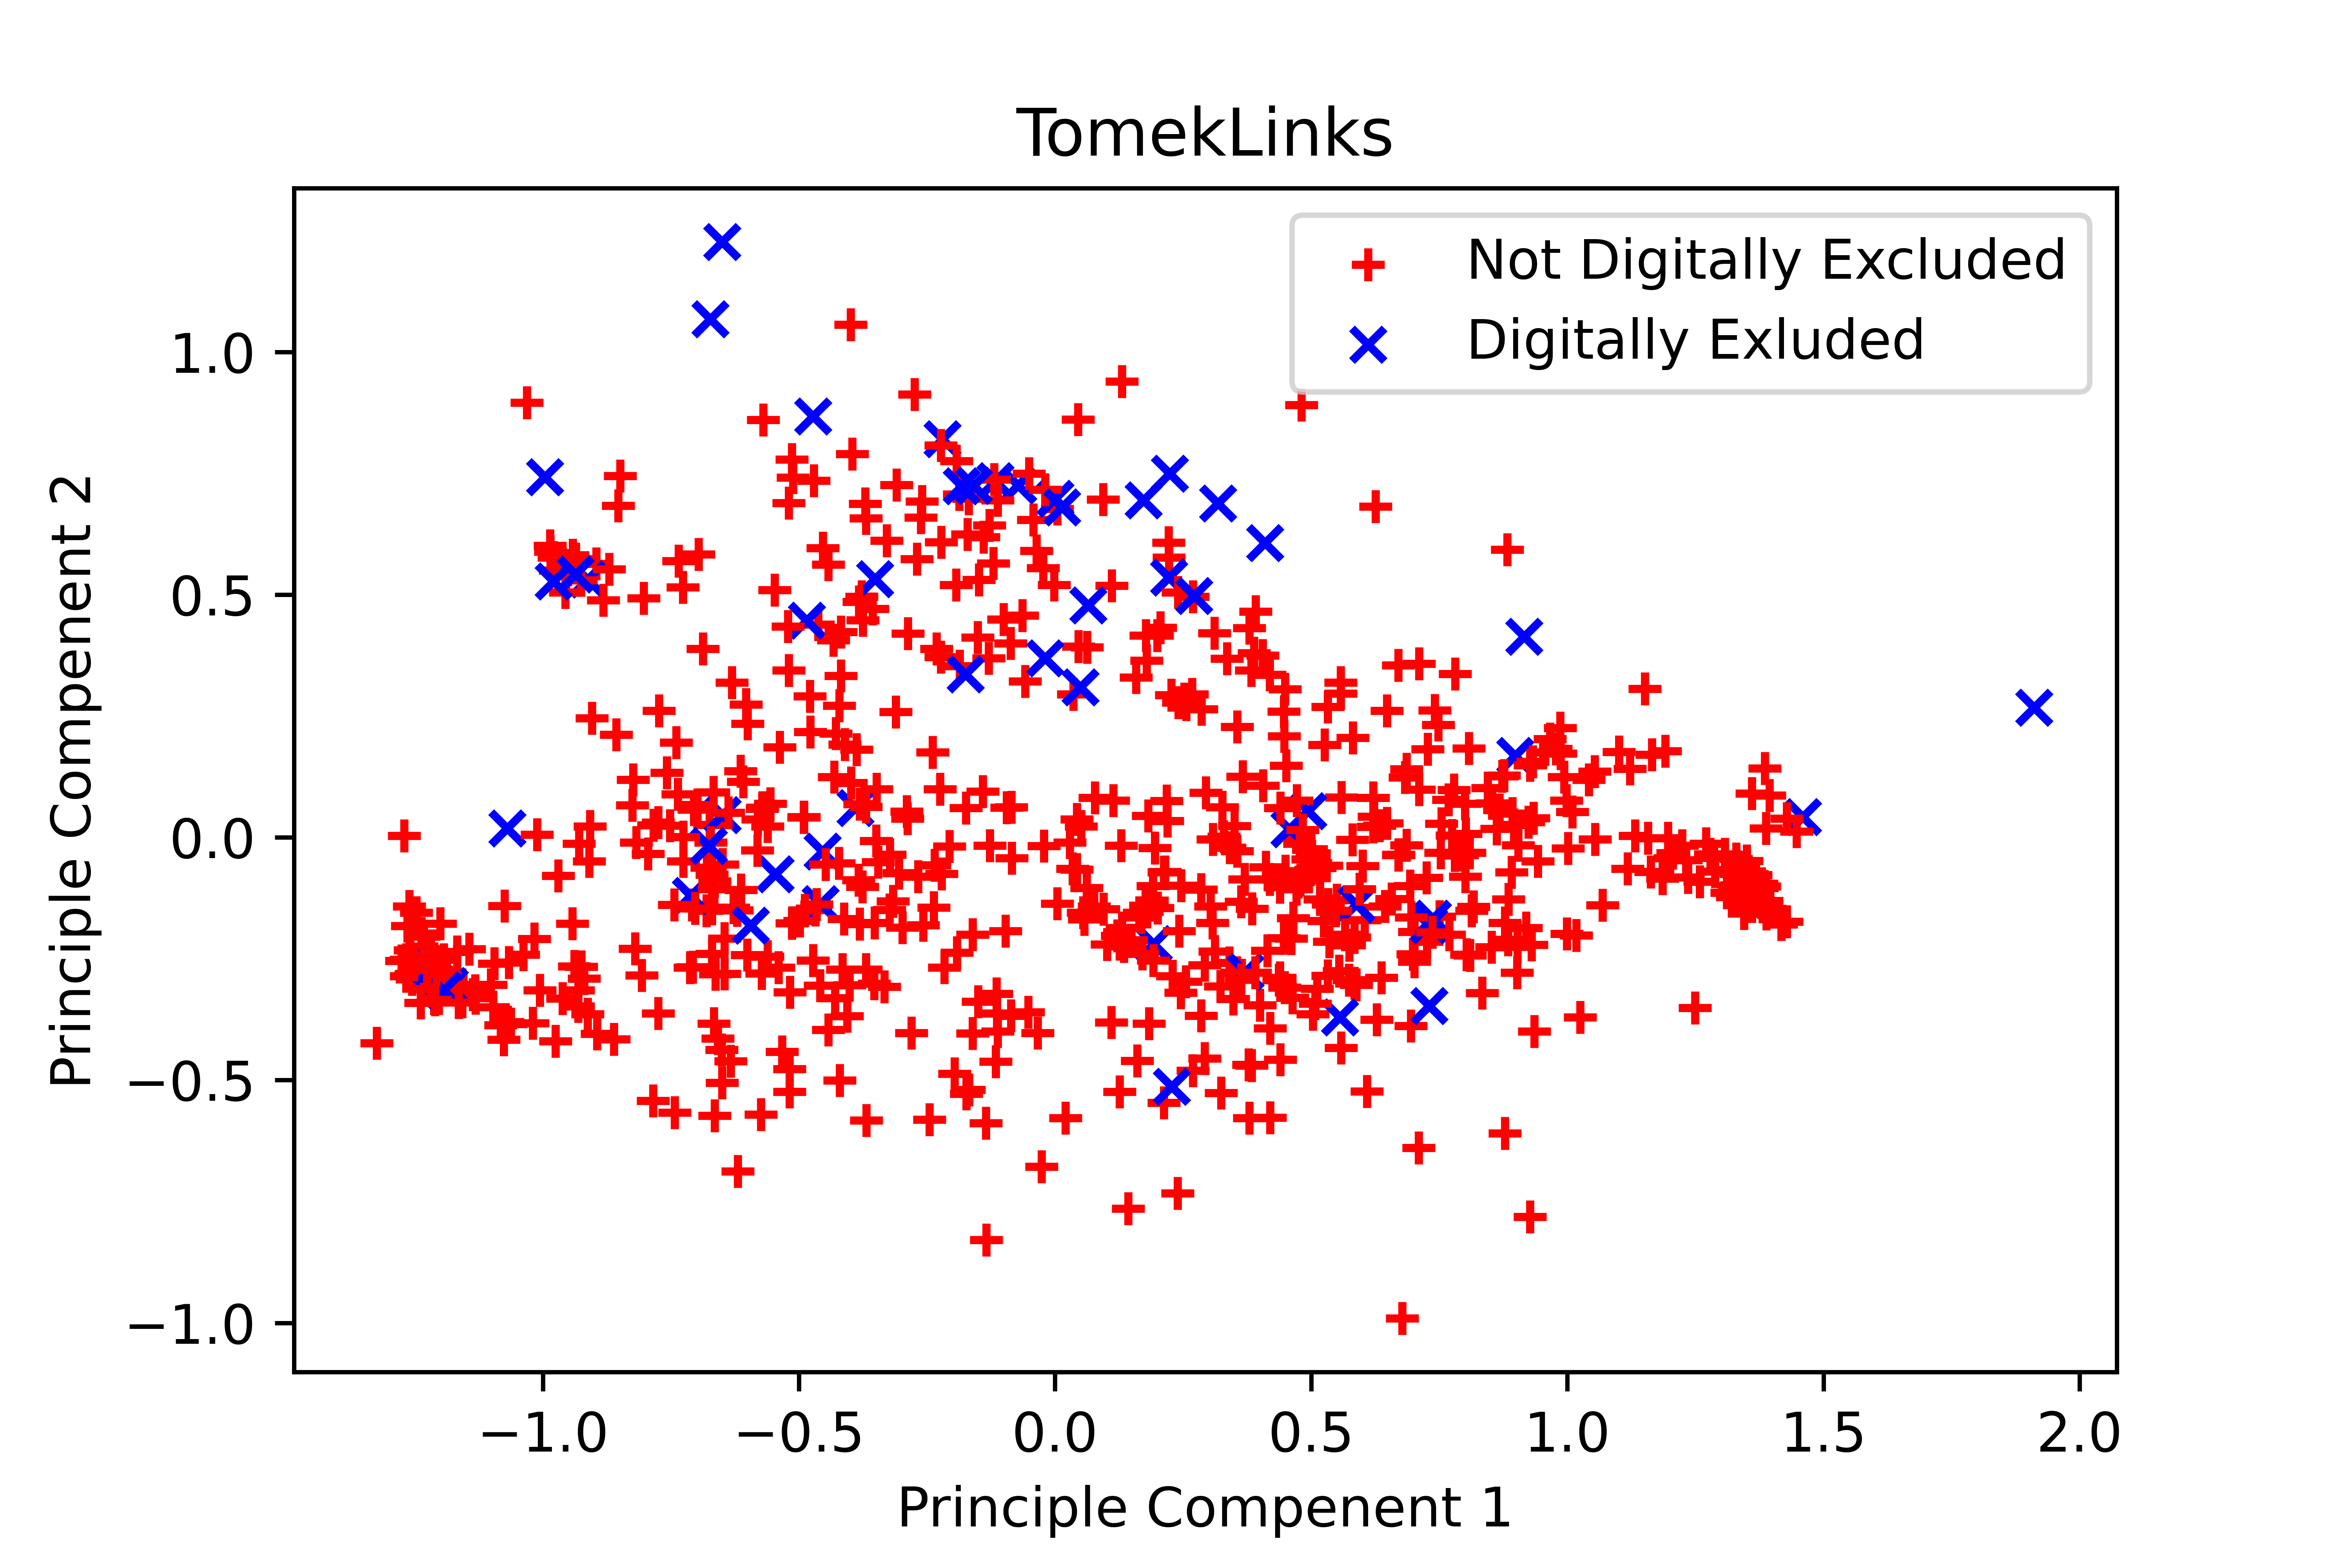 TomekLinks
Not Digitally Excluded
Digitally Exluded
Principle Compenent 2
1.0
0.5
0.0
−0.5
−1.0
−1.0 −0.5 0.0 0.5 1.0 1.5 2.0
Principle Compenent 1